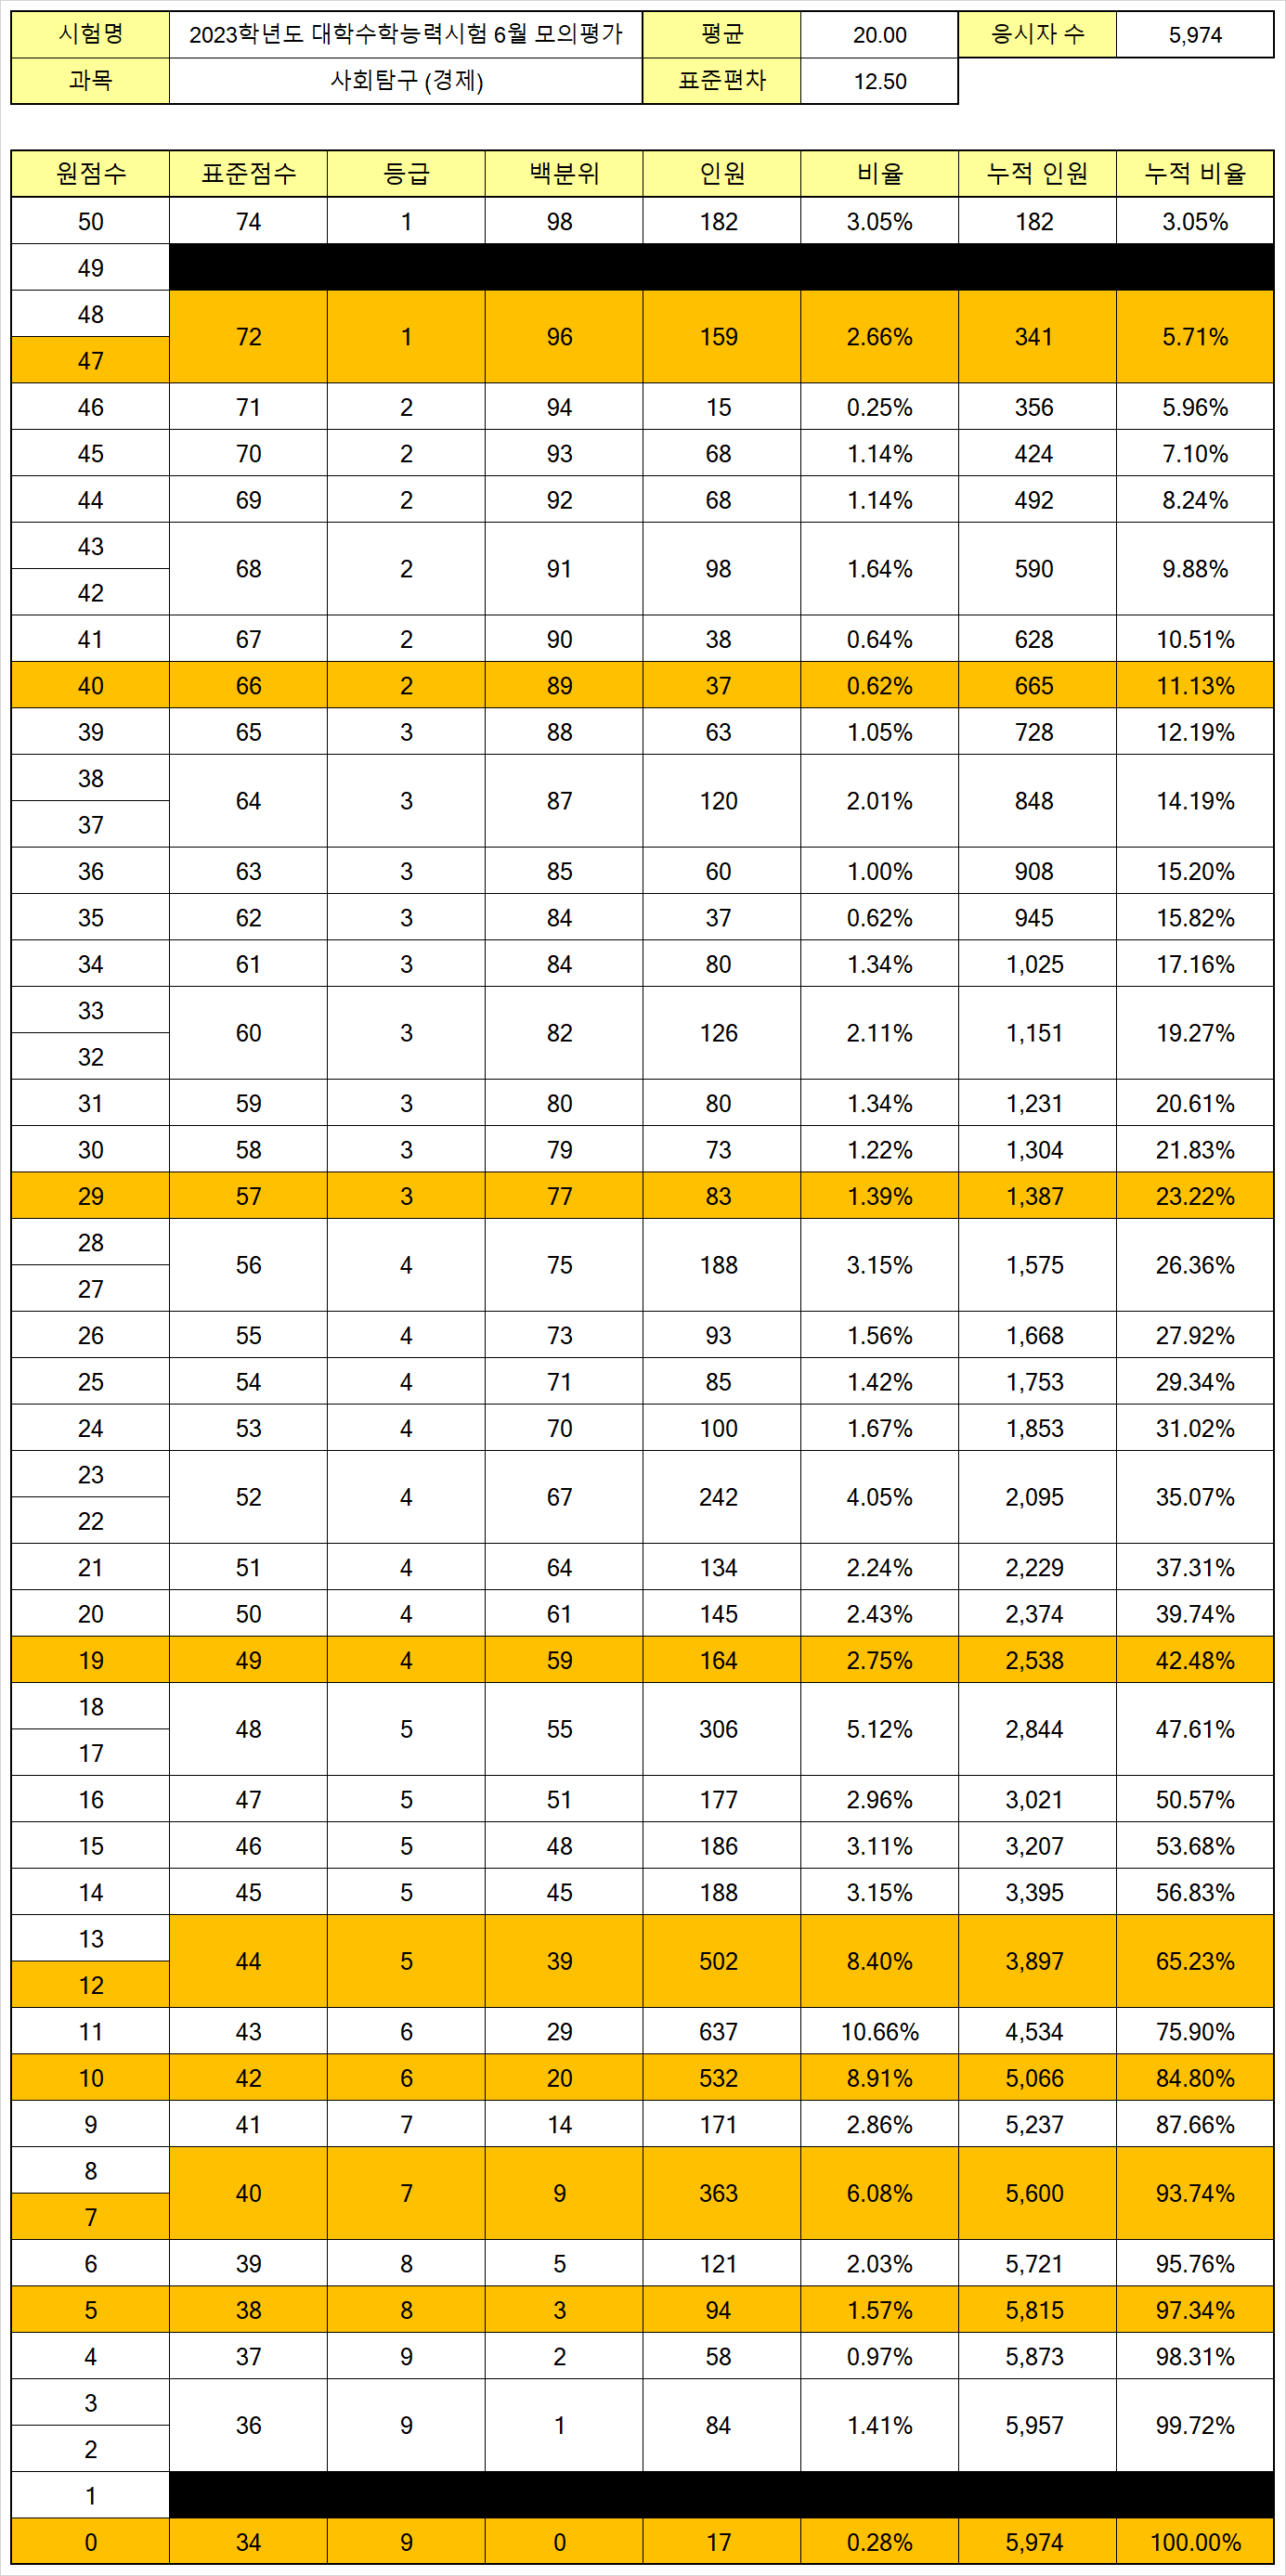 시험명 2023학년도 대학수학능력시험 6월 모의평가 평균 20.00 응시자 수 5,974
과목 사회탐구 (경제) 표준편차 12.50
원점수 표준점수 등급 백분위 인원 비율 누적 인원 누적 비율
50 74 1 98 182 3.05% 182 3.05%
49
48
72 1 96 159 2.66% 341 5.71%
47
46 71 2 94 15 0.25% 356 5.96%
45 70 2 93 68 1.14% 424 7.10%
44 69 2 92 68 1.14% 492 8.24%
43
68 2 91 98 1.64% 590 9.88%
42
41 67 2 90 38 0.64% 628 10.51%
40 66 2 89 37 0.62% 665 11.13%
39 65 3 88 63 1.05% 728 12.19%
38
64 3 87 120 2.01% 848 14.19%
37
36 63 3 85 60 1.00% 908 15.20%
35 62 3 84 37 0.62% 945 15.82%
34 61 3 84 80 1.34% 1,025 17.16%
33
60 3 82 126 2.11% 1,151 19.27%
32
31 59 3 80 80 1.34% 1,231 20.61%
30 58 3 79 73 1.22% 1,304 21.83%
29 57 3 77 83 1.39% 1,387 23.22%
28
56 4 75 188 3.15% 1,575 26.36%
27
26 55 4 73 93 1.56% 1,668 27.92%
25 54 4 71 85 1.42% 1,753 29.34%
24 53 4 70 100 1.67% 1,853 31.02%
23
52 4 67 242 4.05% 2,095 35.07%
22
21 51 4 64 134 2.24% 2,229 37.31%
20 50 4 61 145 2.43% 2,374 39.74%
19 49 4 59 164 2.75% 2,538 42.48%
18
48 5 55 306 5.12% 2,844 47.61%
17
16 47 5 51 177 2.96% 3,021 50.57%
15 46 5 48 186 3.11% 3,207 53.68%
14 45 5 45 188 3.15% 3,395 56.83%
13
44 5 39 502 8.40% 3,897 65.23%
12
11 43 6 29 637 10.66% 4,534 75.90%
10 42 6 20 532 8.91% 5,066 84.80%
9 41 7 14 171 2.86% 5,237 87.66%
8
40 7 9 363 6.08% 5,600 93.74%
7
6 39 8 5 121 2.03% 5,721 95.76%
5 38 8 3 94 1.57% 5,815 97.34%
4 37 9 2 58 0.97% 5,873 98.31%
3
36 9 1 84 1.41% 5,957 99.72%
2
1
0 34 9 0 17 0.28% 5,974 100.00%